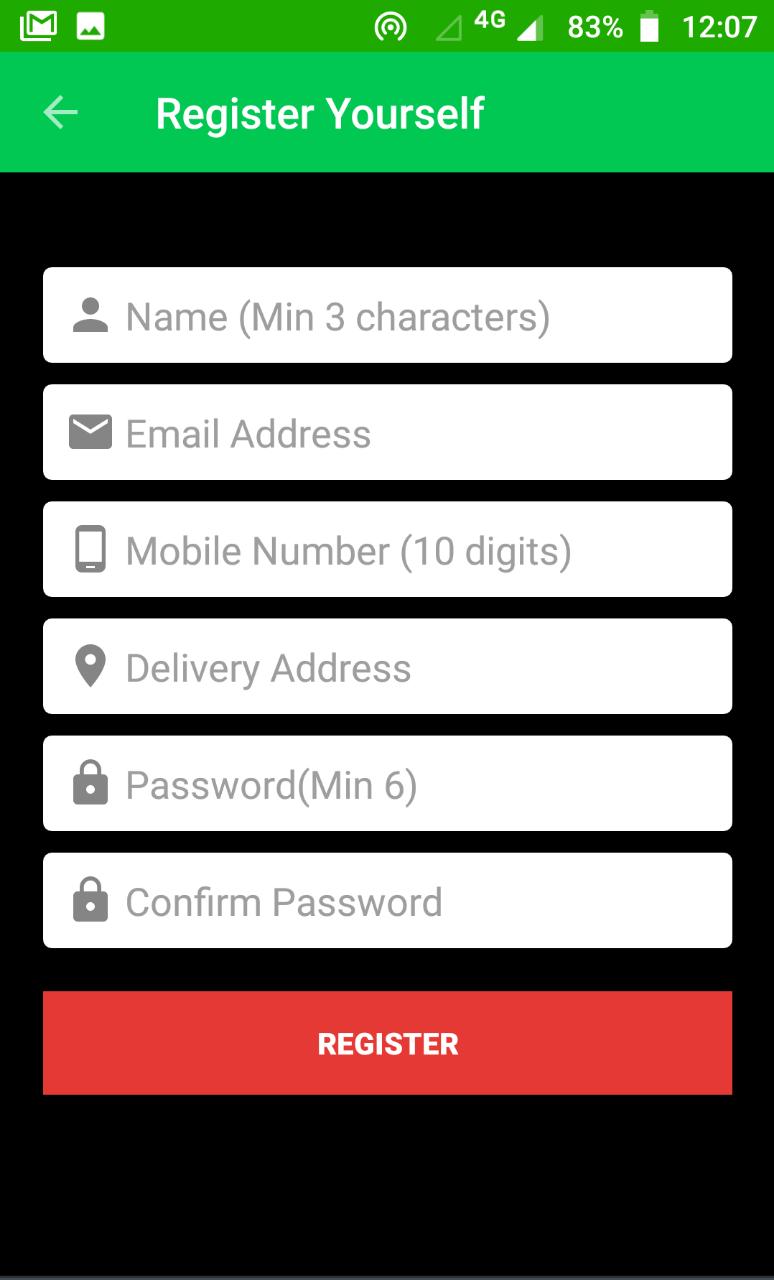 4G 83% 12:07
Register Yourself
Name (Min 3 characters)
Email Address
Mobile Number (10 digits)
Delivery Address
Password(Min 6)
Confirm Password
REGISTER